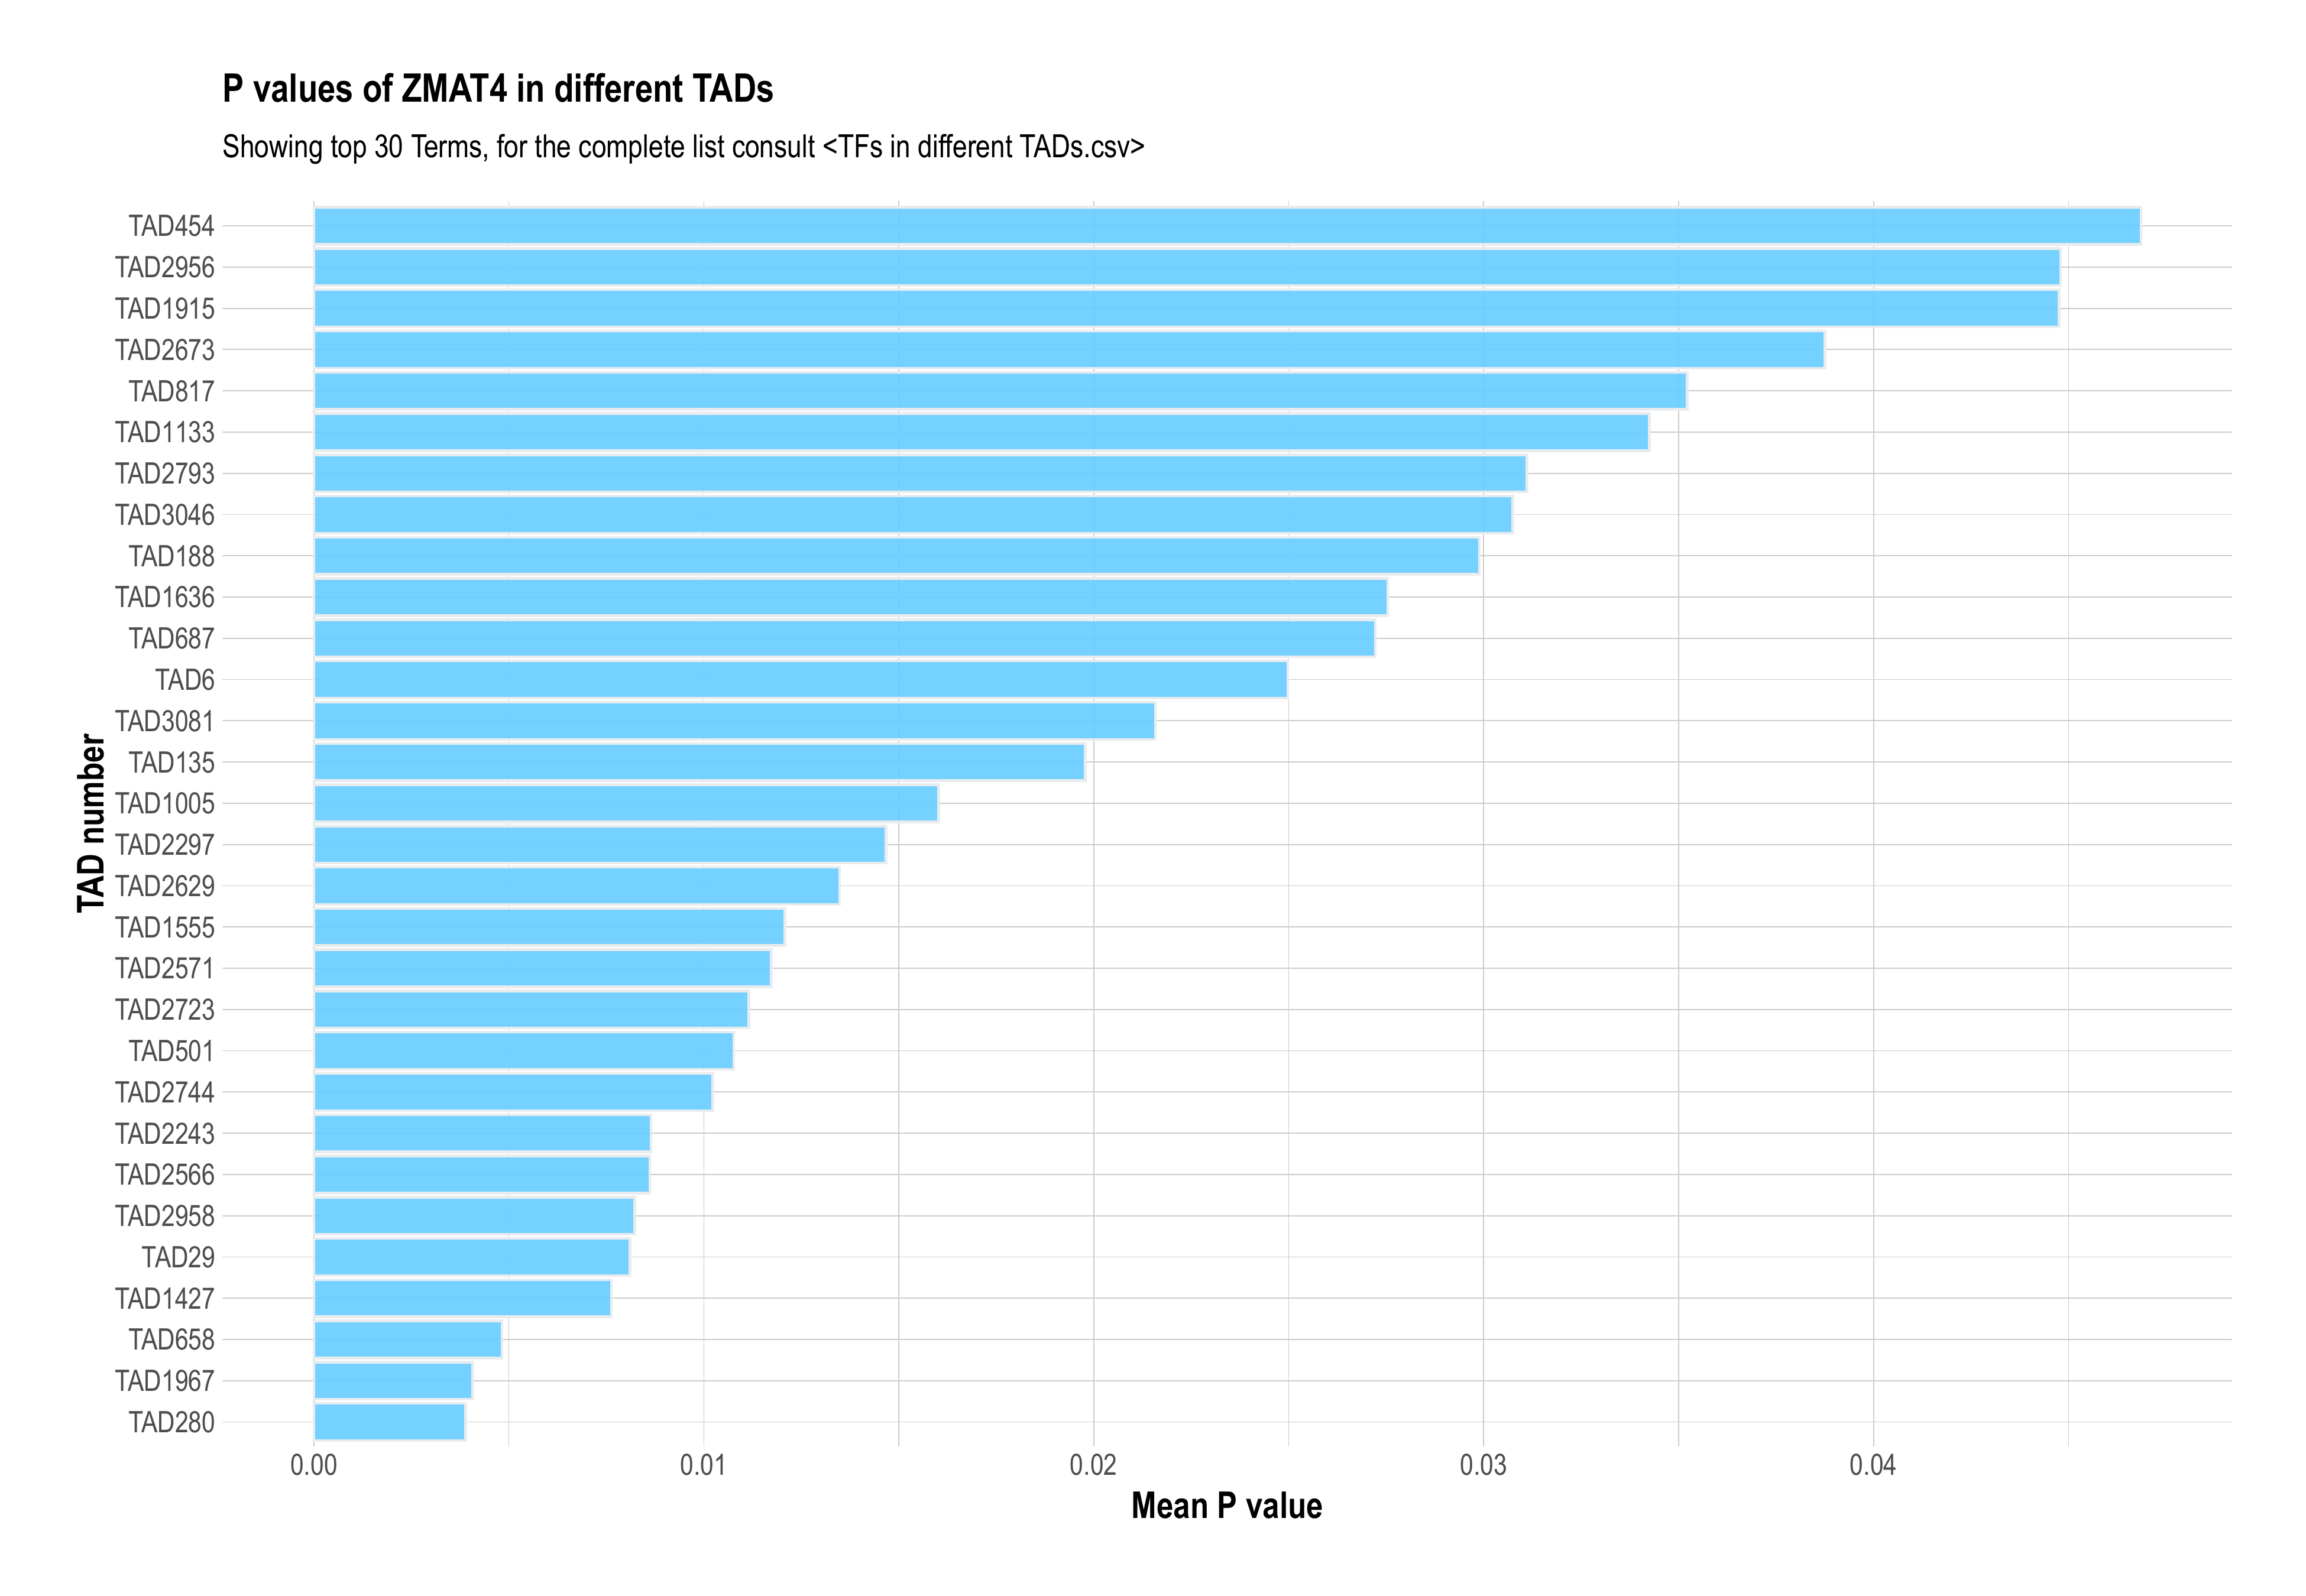 P values of ZMAT4 in different TADs
Showing top 30 Terms, for the complete list consult <TFs in different TADs.csv>
TAD number
TAD454
TAD2956
TAD1915
TAD2673
TAD817
TAD1133
TAD2793
TAD3046
TAD188
TAD1636
TAD687
TAD6
TAD3081
TAD135
TAD1005
TAD2297
TAD2629
TAD1555
TAD2571
TAD2723
TAD501
TAD2744
TAD2243
TAD2566
TAD2958
TAD29
TAD1427
TAD658
TAD1967
TAD280
0.00 0.01 0.02 0.03 0.04
Mean P value